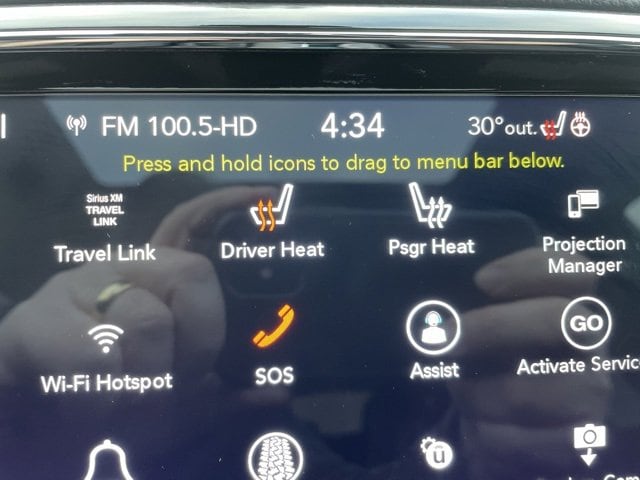 FM 100.5-HD 4:34 30° out.
Press and hold icons to drag to menu bar below.
Sirius XM
TRAVEL
LINK
Travel Link Driver Heat Psgr Heat Projection
Manager
GO
Wi-Fi Hotspot SOS Assist Activate Servic
u